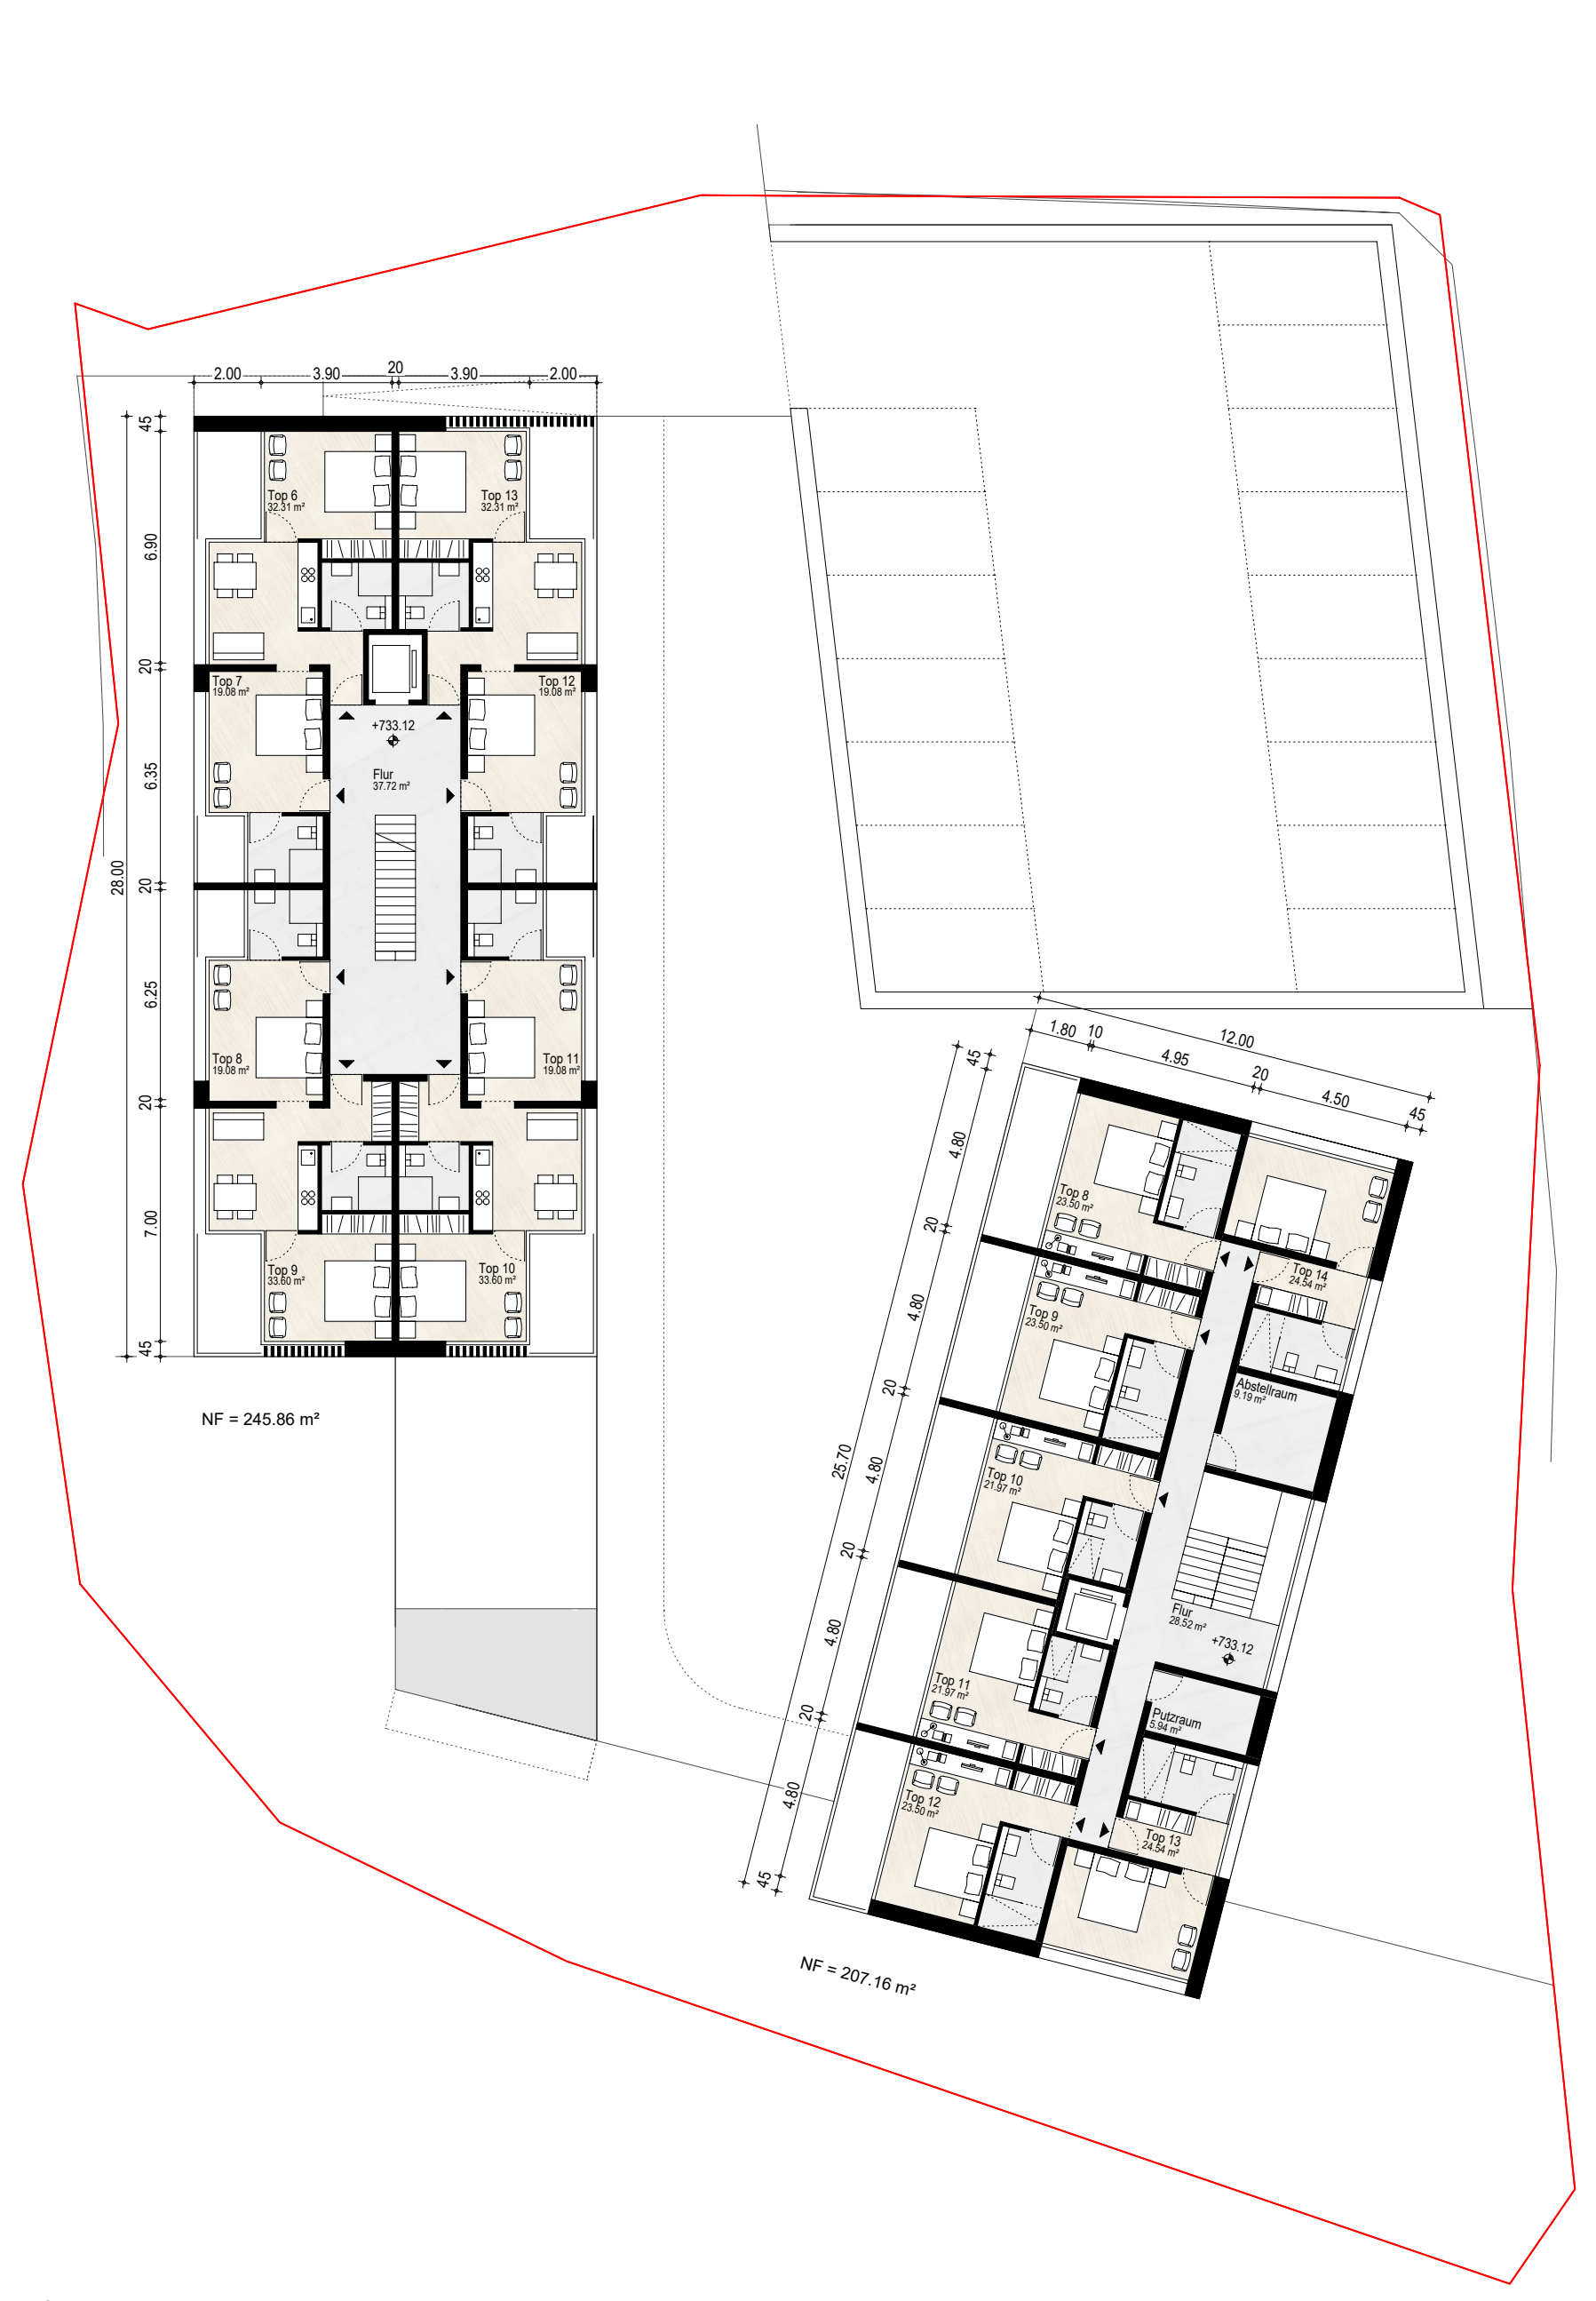 2.00
3.90
20
3.90
2.00
45
6.90
20
6.35
28.00
20
6.25
20
7.00
45
Top 6
32.31 m²
Top 13
32.31 m²
Top 7
19.08 m²
Top 12
19.08 m²
+733.12
Flur
37.72 m²
Top 8
19.08 m²
Top 11
19.08 m²
Top 9
33.60 m²
Top 10
33.60 m²
NF = 245.86 m²
12.00
1.80
10
4.95
20
4.50
45
45
4.80
20
4.80
20
25.70
4.80
20
4.80
20
4.80
45
Top 8
23.50 m²
Top 14
24.54 m²
Top 9
23.50 m²
Abstellraum
9.19 m²
Top 10
21.97 m²
Flur
28.52 m²
+733.12
Top 11
21.97 m²
Putzraum
5.94 m²
Top 12
23.50 m²
Top 13
24.54 m²
NF = 207.16 m²